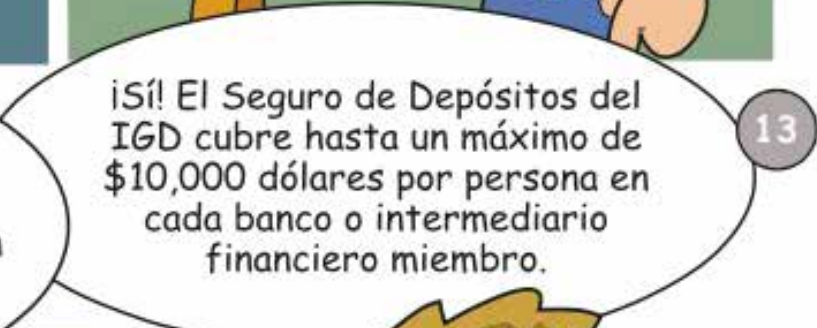 ¡Sí! El Seguro de Depósitos del
IGD cubre hasta un máximo de
$10,000 dólares por persona en
cada banco o intermediario
financiero miembro.
13